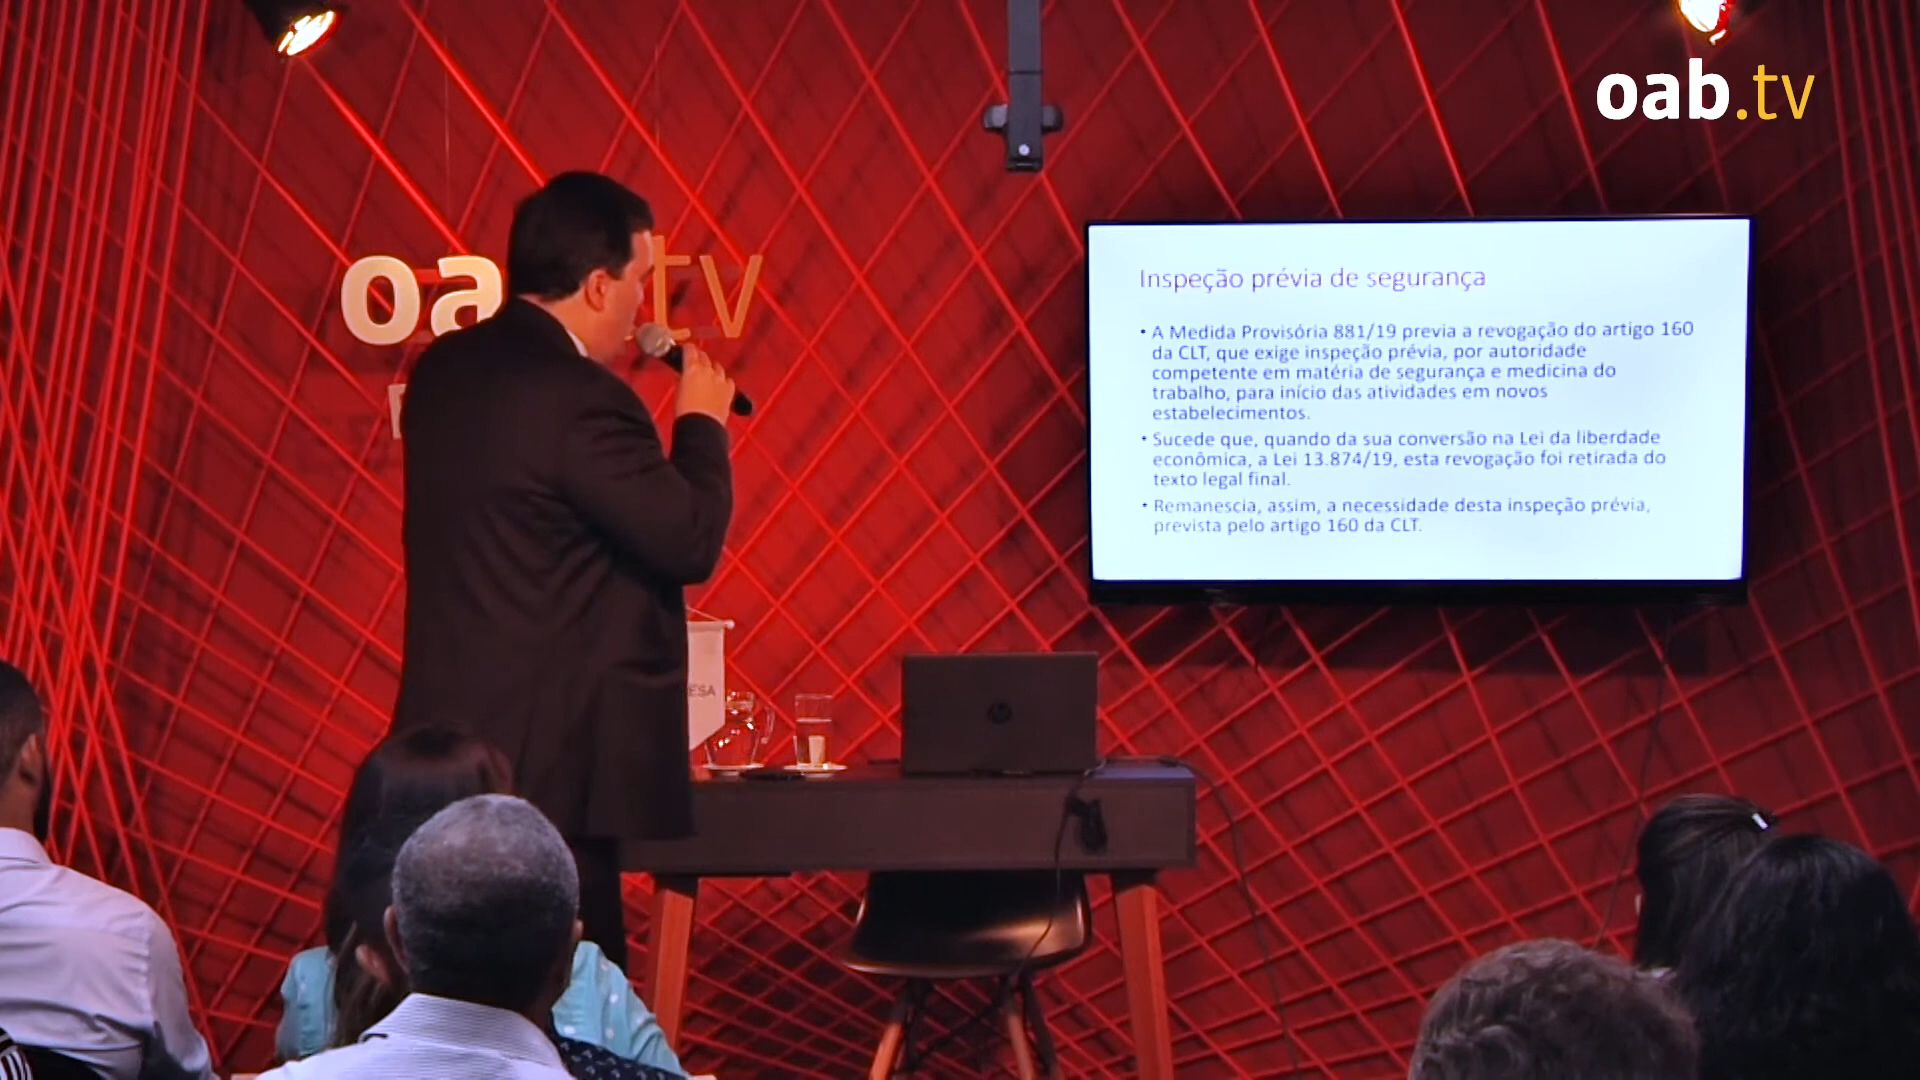 oab.tv
oa tv
Inspeção prévia de segurança
• A Medida Provisória 881/19 previa a revogação do artigo 160
da CLT, que exige inspeção prévia, por autoridade
competente em matéria de segurança e medicina do
trabalho, para início das atividades em novos
estabelecimentos.
• Sucede que, quando da sua conversão na Lei da liberdade
econômica, a Lei 13.874/19, esta revogação foi retirada do
texto legal final.
• Remanescia, assim, a necessidade desta inspeção prévia,
prevista pelo artigo 160 da CLT.
ESA
hp